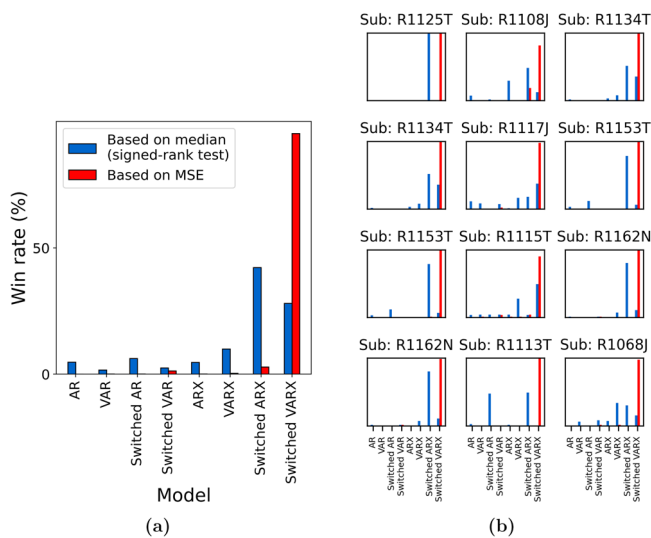 Based on median
(signed-rank test)
Based on MSE
Win rate (%)
50
0
AR
VAR
Switched AR
Switched VAR
ARX
VARX
Switched ARX
Switched VARX
Model
(a)
Sub: R1125T
Sub: R1108J
Sub: R1134T
Sub: R1134T
Sub: R1117J
Sub: R1153T
Sub: R1153T
Sub: R1115T
Sub: R1162N
Sub: R1162N
Sub: R1113T
Sub: R1068J
AR
VAR
Switched AR
Switched VAR
ARX
VARX
Switched ARX
Switched VARX
AR
VAR
Switched AR
Switched VAR
ARX
VARX
Switched ARX
Switched VARX
AR
VAR
Switched AR
Switched VAR
ARX
VARX
Switched ARX
Switched VARX
(b)